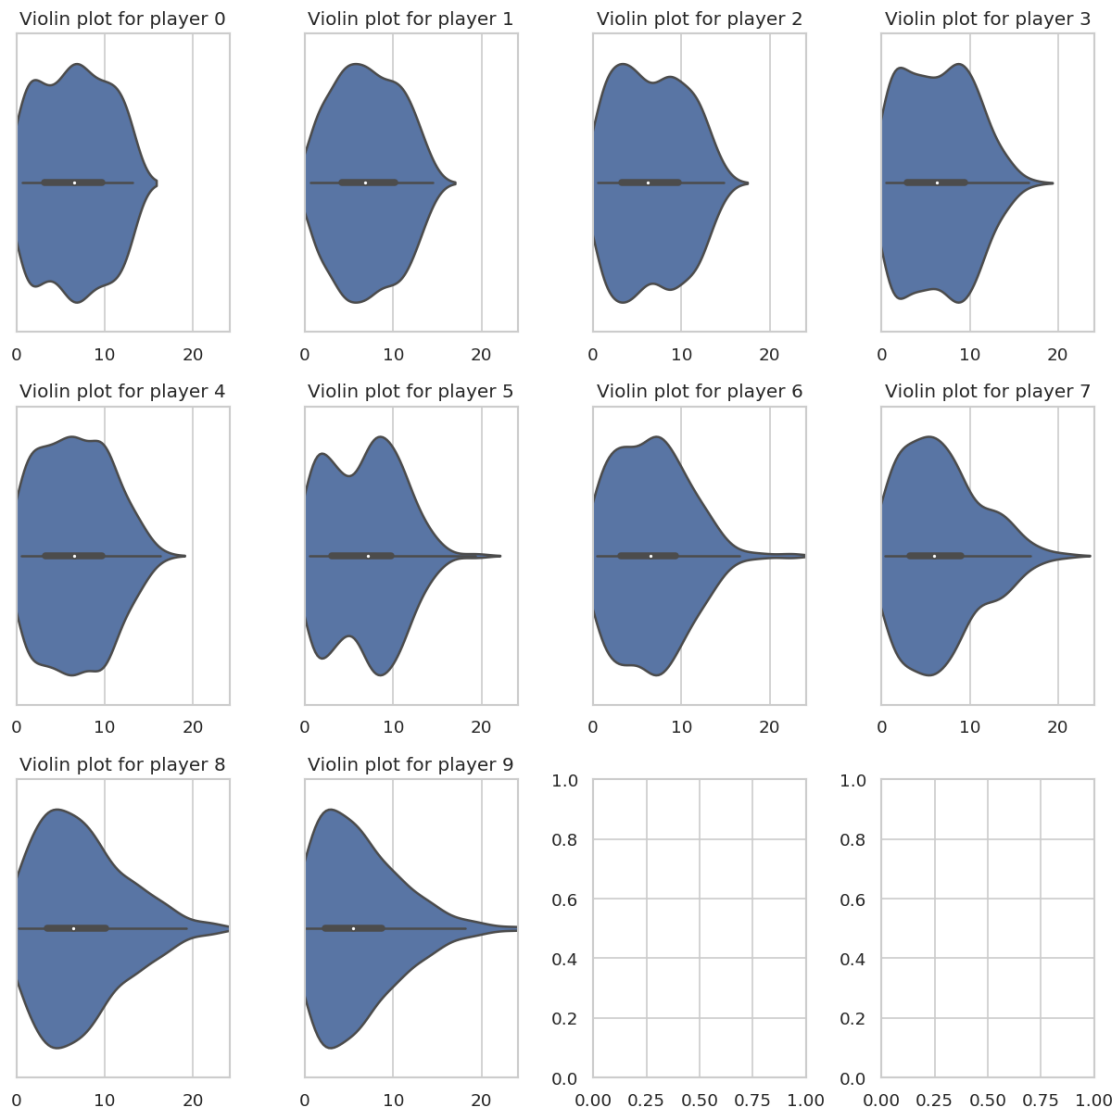 Violin plot for player 0
Violin plot for player 1
Violin plot for player 2
Violin plot for player 3
0 10 20
0 10 20
0 10 20
0 10 20
Violin plot for player 4
Violin plot for player 5
Violin plot for player 6
Violin plot for player 7
0 10 20
0 10 20
0 10 20
0 10 20
Violin plot for player 8
Violin plot for player 9
0 10 20
0 10 20
1.0
0.8
0.6
0.4
0.2
0.0
0.00 0.25 0.50 0.75 1.00
1.0
0.8
0.6
0.4
0.2
0.0
0.00 0.25 0.50 0.75 1.00